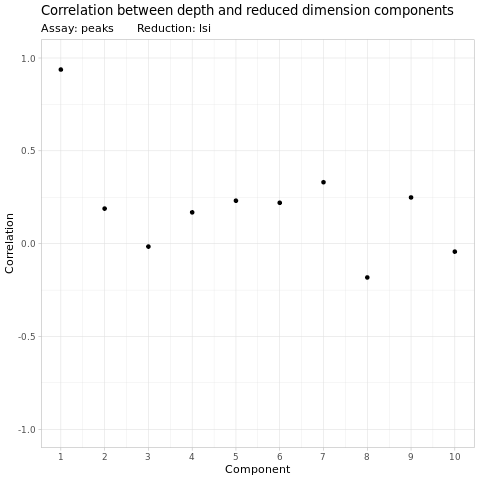 Correlation between depth and reduced dimension components
Assay: peaks Reduction: lsi
1.0
0.5
0.0
-0.5
-1.0
Correlation
1 2 3 4 5 6 7 8 9 10
Component